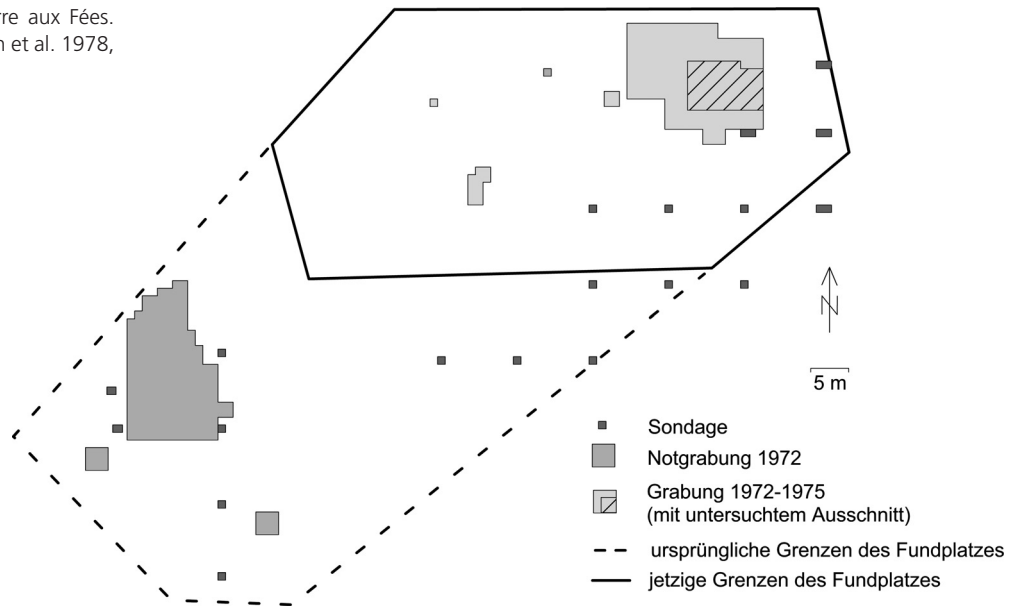 rre aux Fées.
n et al. 1978,
N
5 m
Sondage
Notgrabung 1972
Grabung 1972-1975
(mit untersuchtem Ausschnitt)
ursprüngliche Grenzen des Fundplatzes
jetzige Grenzen des Fundplatzes